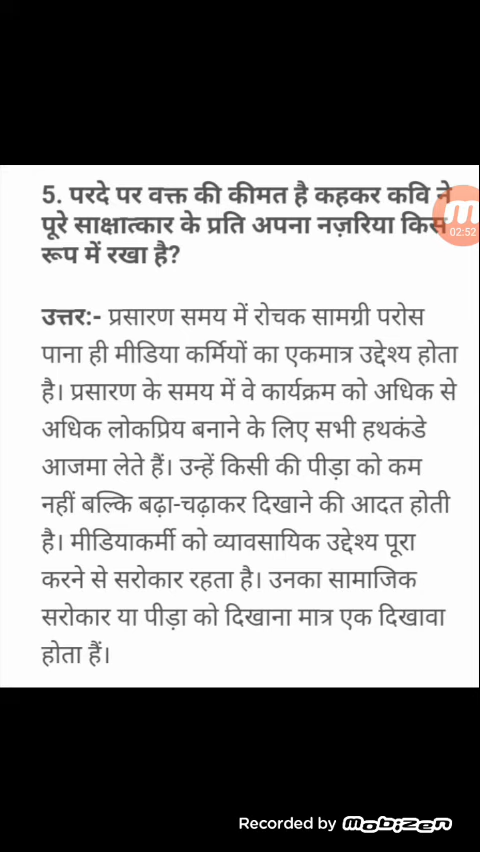 5. परदे पर वक्त की कीमत है कहकर कवि ने
पूरे साक्षात्कार के प्रति अपना नज़रिया किस
रूप में रखा है?
उत्तर:- प्रसारण समय में रोचक सामग्री परोस
पाना ही मीडिया कर्मियों का एकमात्र उद्देश्य होता
है। प्रसारण के समय में वे कार्यक्रम को अधिक से
अधिक लोकप्रिय बनाने के लिए सभी हथकंडे
आजमा लेते हैं। उन्हें किसी की पीड़ा को कम
नहीं बल्कि बढ़ा-चढ़ाकर दिखाने की आदत होती
है। मीडियाकर्मी को व्यावसायिक उद्देश्य पूरा
करने से सरोकार रहता है। उनका सामाजिक
सरोकार या पीड़ा को दिखाना मात्र एक दिखावा
होता हैं।
02:52
Recorded by mobizen